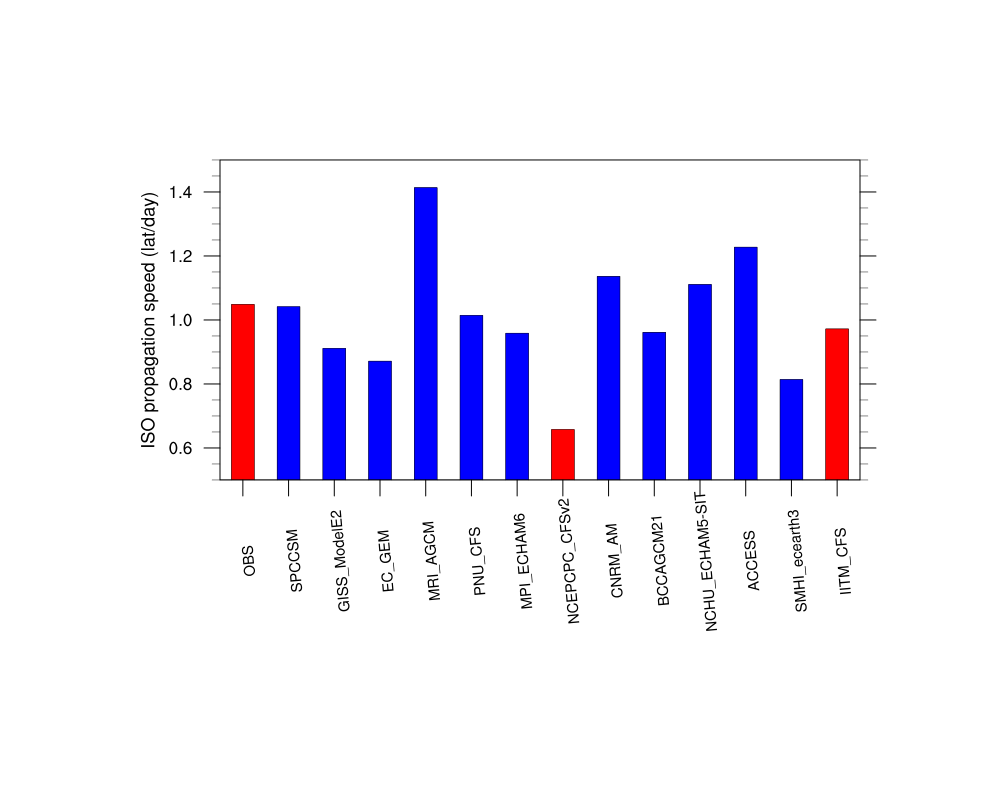 ISO propagation speed (lat/day)
1.4
1.2
1.0
0.8
0.6
OBS
SPCCSM
GISS_ModelE2
EC_GEM
MRI_AGCM
PNU_CFS
MPI_ECHAM6
NCEPCPC_CFSv2
CNRM_AM
BCCAGCM21
NCHU_ECHAM5-SIT
ACCESS
SMHI_ecearth3
IITM_CFS